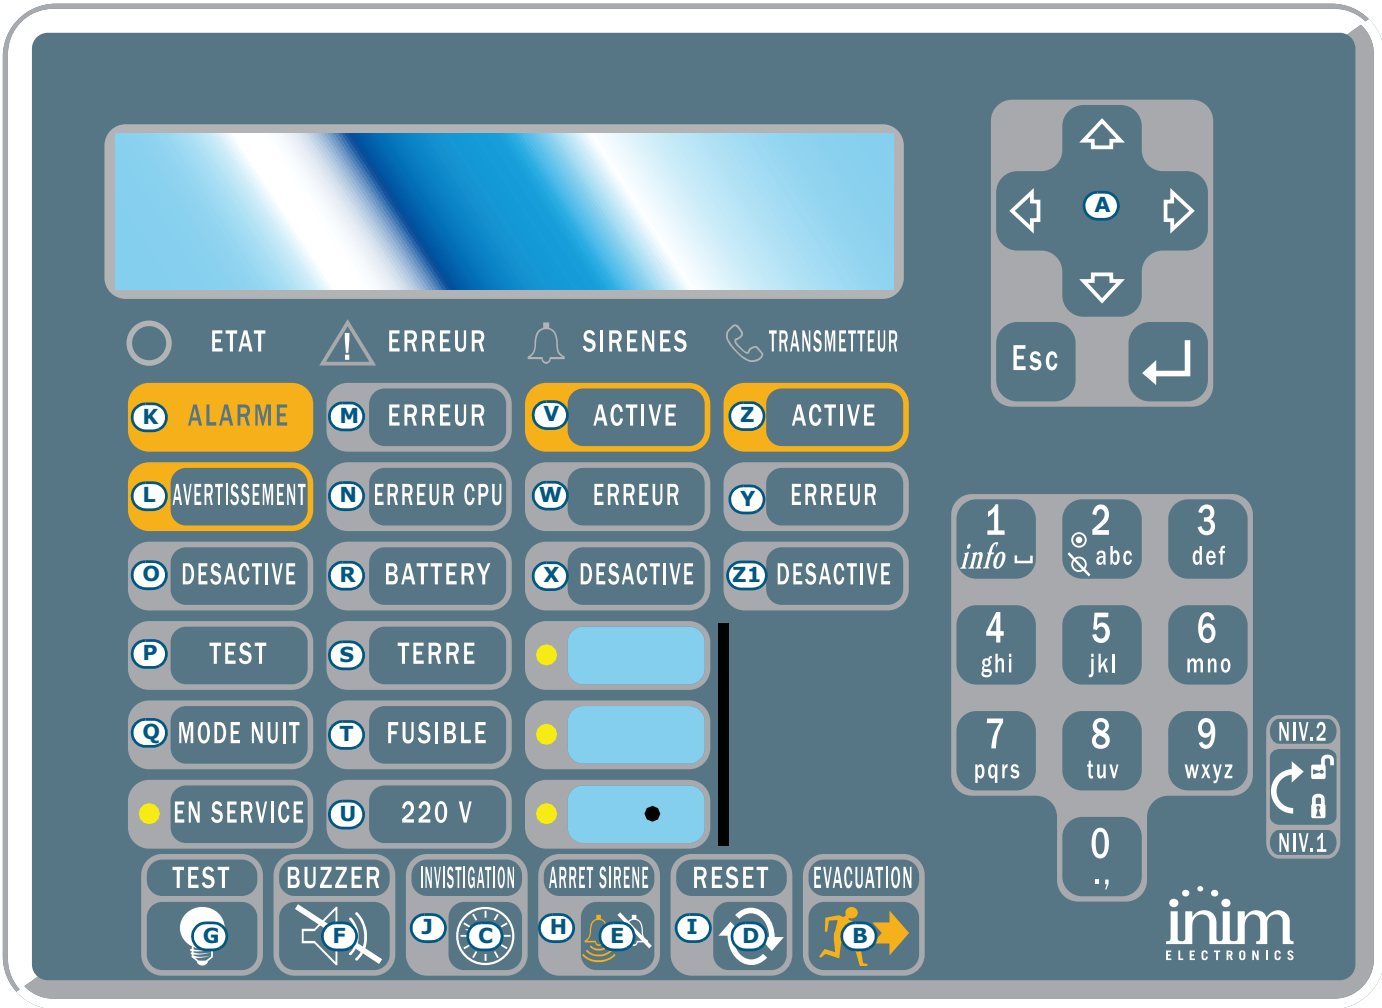 A
ETAT ERREUR SIRENES TRANSMETTEUR
Esc
K ALARME M ERREUR V ACTIVE Z ACTIVE
L AVERTISSEMENT N ERREUR CPU W ERREUR Y ERREUR
O DESACTIVE R BATTERY X DESACTIVE Z1 DESACTIVE
P TEST S TERRE
Q MODE NUIT T FUSIBLE
EN SERVICE U 220 V
1 2 3
info abc def
4 5 6
ghi jkl mno
7 8 9
pqrs tuv wxyz
0
.,
NIV.2
NIV.1
TEST BUZZER INVISTIGATION ARRET SIRENE RESET EVACUATION
G F J C H E I D B
inim
ELECTRONICS